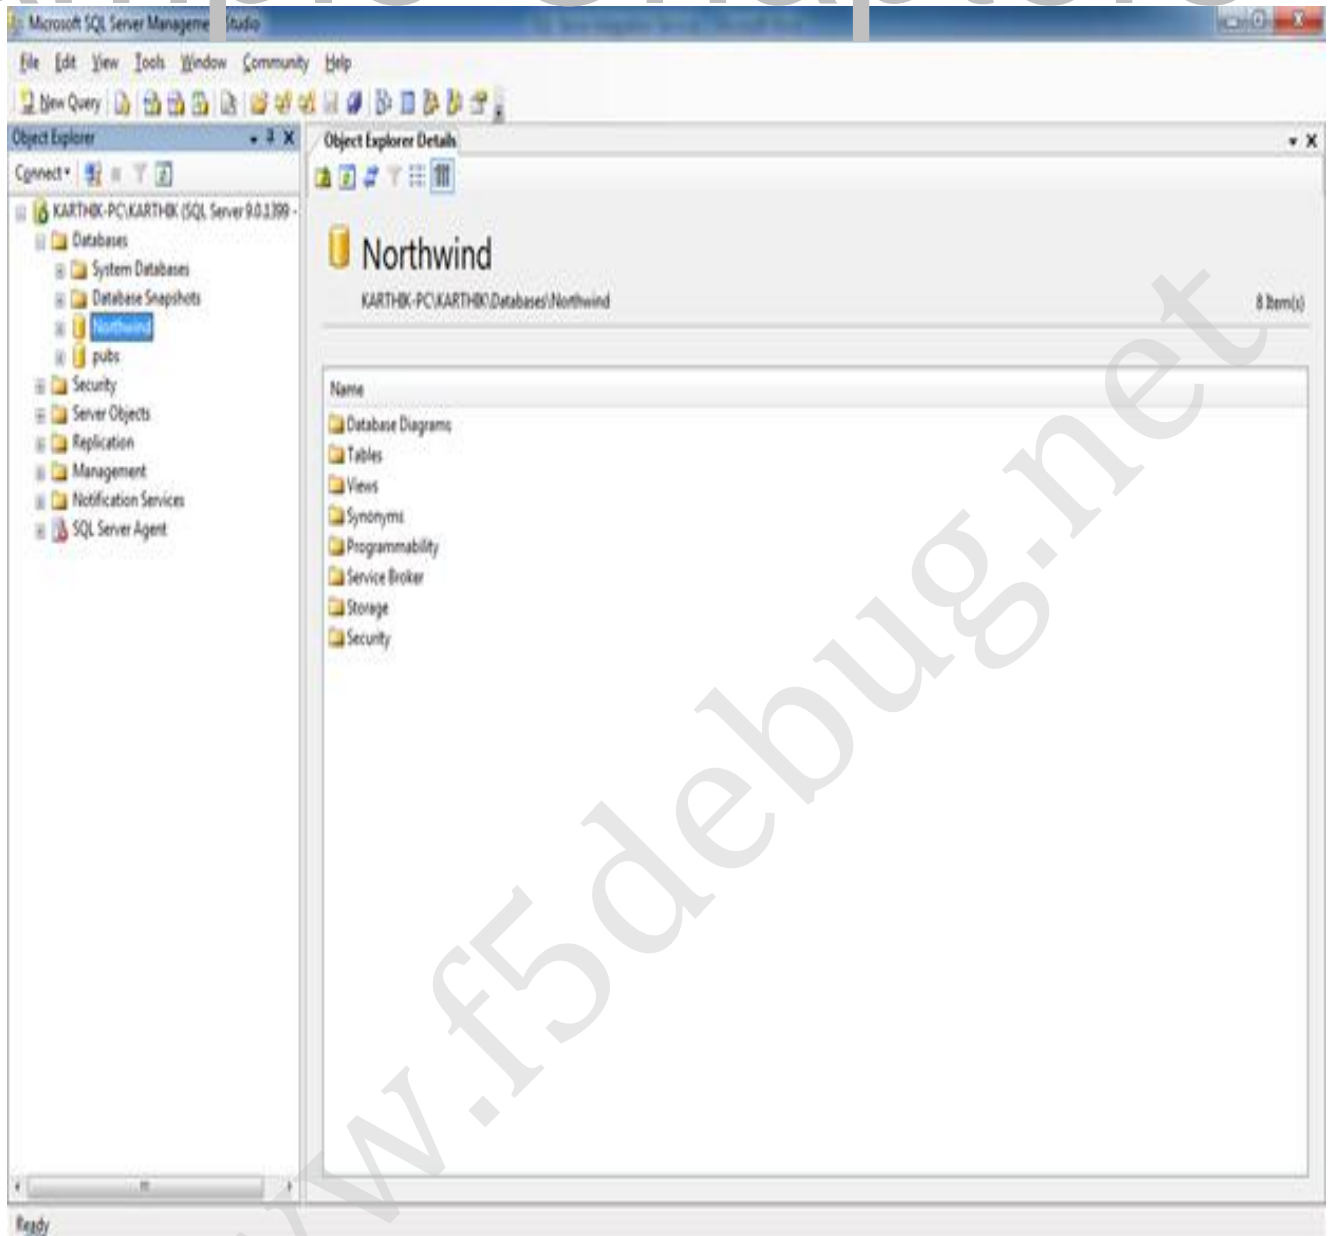 Microsoft SQL Server Management Studio
File Edit View Tools Window Community Help
New Query
Object Explorer
Connect
KARTHIK-PC\KARTHIK (SQL Server 9.0.1399 -
Databases
System Databases
Database Snapshots
Northwind
pubs
Security
Server Objects
Replication
Management
Notification Services
SQL Server Agent
Object Explorer Details
Northwind
KARTHIK-PC\KARTHIK\Databases\Northwind
8 Item(s)
Name
Database Diagrams
Tables
Views
Synonyms
Programmability
Service Broker
Storage
Security
Ready
w.f5debug.net